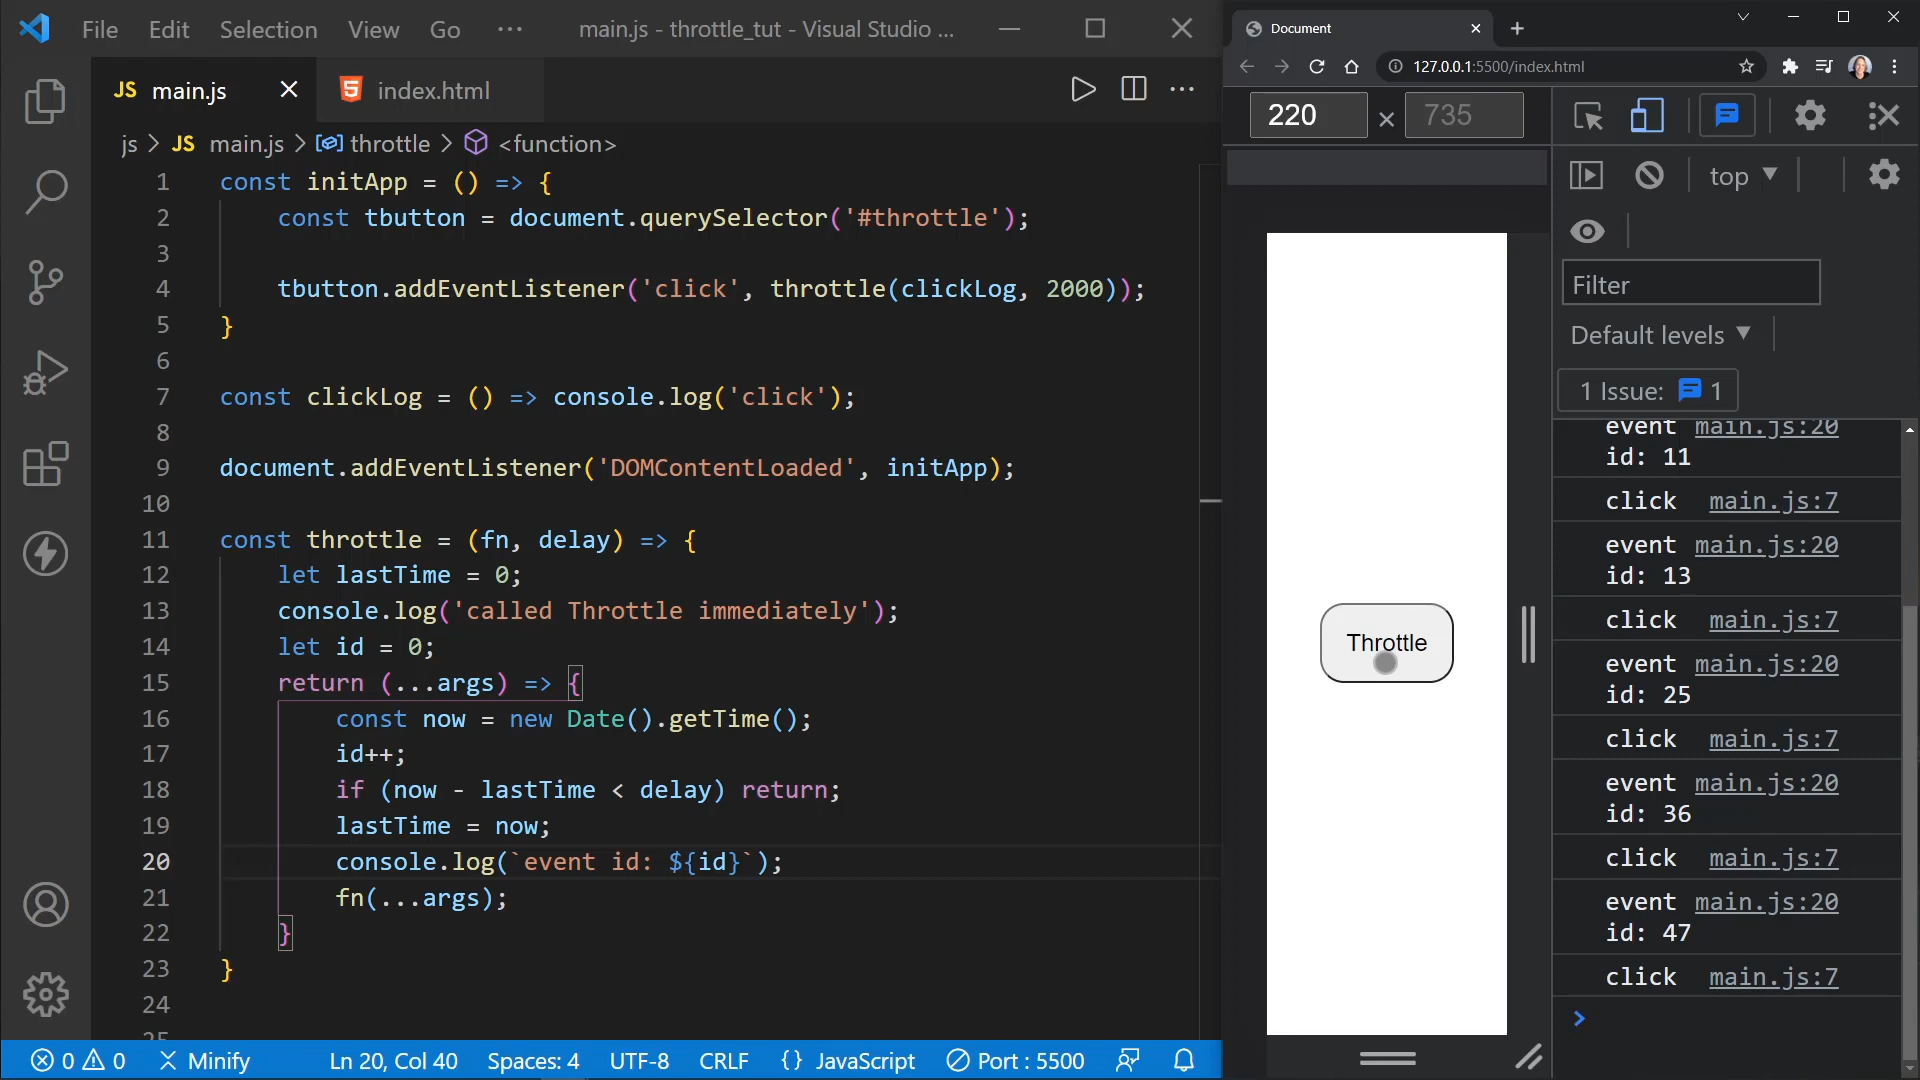 File Edit Selection View Go ··· main.js - throttle_tut - Visual Studio ...
JS main.js index.html
js > JS main.js > throttle > <function>
1 const initApp = () => {
2 const tbutton = document.querySelector('#throttle');
3
4 tbutton.addEventListener('click', throttle(clickLog, 2000));
5 }
6
7 const clickLog = () => console.log('click');
8
9 document.addEventListener('DOMContentLoaded', initApp);
10
11 const throttle = (fn, delay) => {
12 let lastTime = 0;
13 console.log('called Throttle immediately');
14 let id = 0;
15 return (...args) => {
16 const now = new Date().getTime();
17 id++;
18 if (now - lastTime < delay) return;
19 lastTime = now;
20 console.log(`event id: ${id}`);
21 fn(...args);
22 }
23 }
24
25
0 0 Minify Ln 20, Col 40 Spaces: 4 UTF-8 CRLF {} JavaScript Port : 5500
Document
127.0.0.1:5500/index.html
220 × 735
top
Filter
Default levels
1 Issue: 1
Throttle
event main.js:20
id: 11
click main.js:7
event main.js:20
id: 13
click main.js:7
event main.js:20
id: 25
click main.js:7
event main.js:20
id: 36
click main.js:7
event main.js:20
id: 47
click main.js:7
>